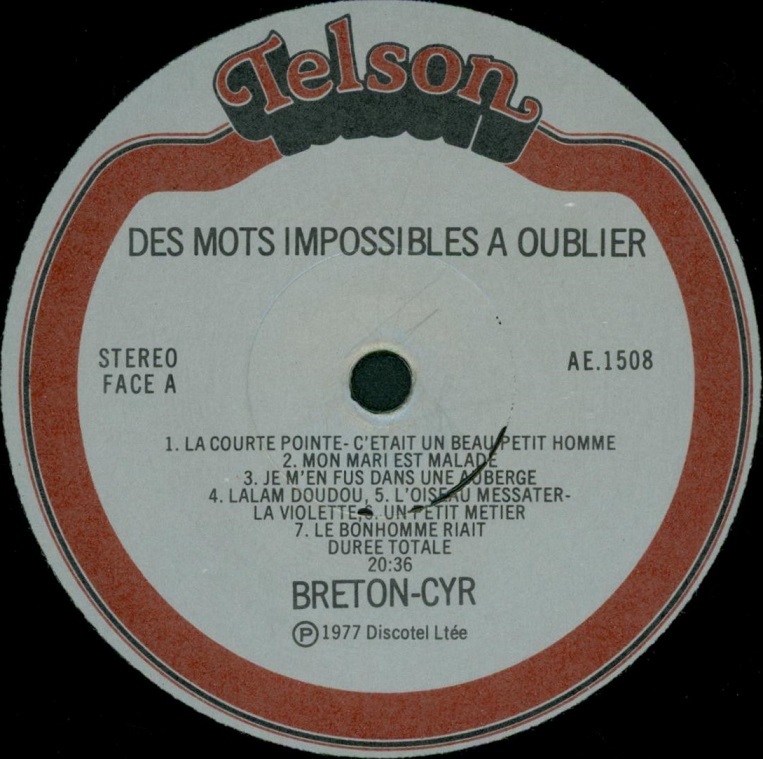 Telson
DES MOTS IMPOSSIBLES A OUBLIER
STEREO
FACE A
AE.1508
1. LA COURTE POINTE- C'ETAIT UN BEAU PETIT HOMME
2. MON MARI EST MALADE
3. JE M'EN FUS DANS UNE AUBERGE
4. LALAM DOUDOU, 5. L'OISEAU MESSATER-
LA VIOLETTE, 6. UN PETIT METIER
7. LE BONHOMME RIAIT
DUREE TOTALE
20:36
BRETON-CYR
Ⓟ 1977 Discotel Ltée